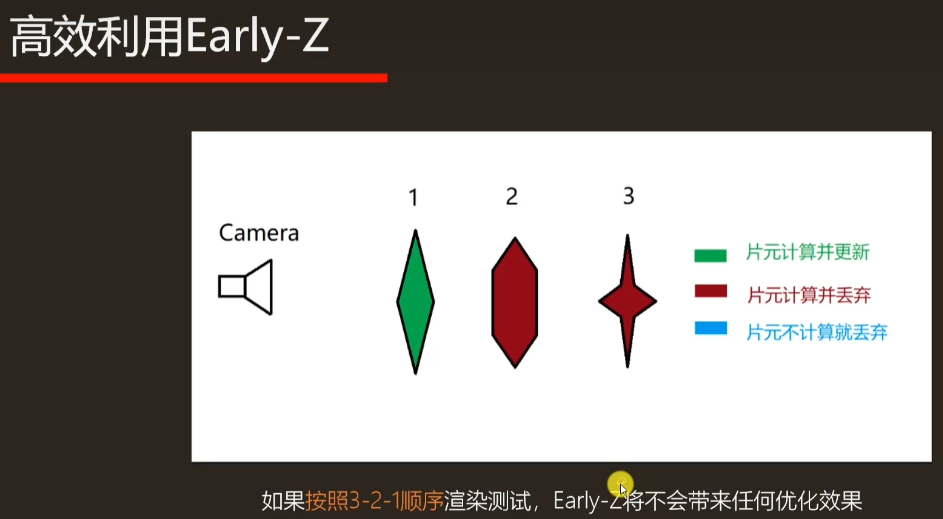 高效利用Early-Z
1 2 3
Camera
片元计算并更新
片元计算并丢弃
片元不计算就丢弃
如果按照3-2-1顺序渲染测试，Early-Z将不会带来任何优化效果